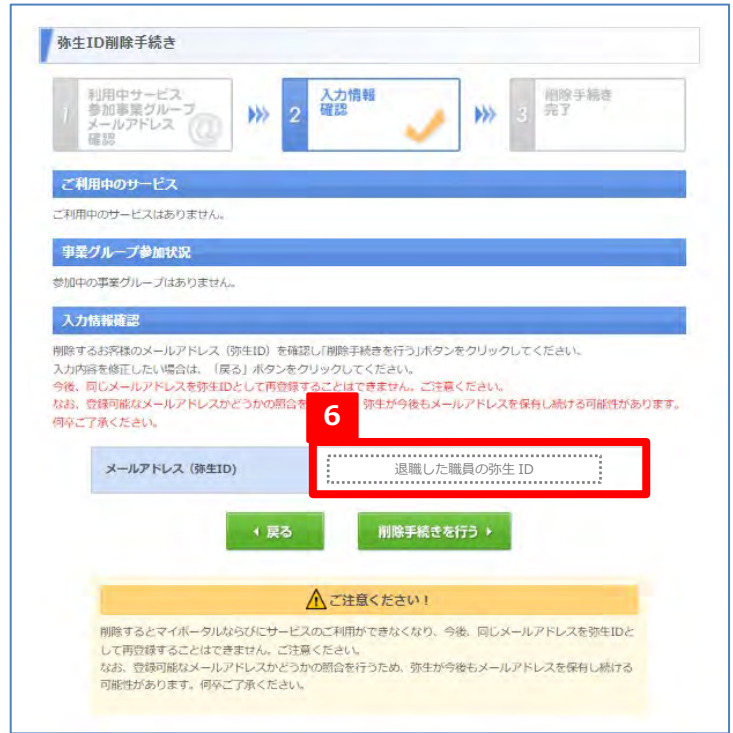 弥生ID削除手続き
1 利用中サービス
参加事業グループ
メールアドレス
確認
2 入力情報
確認
3 削除手続き
完了
ご利用中のサービス
ご利用中のサービスはありません。
事業グループ参加状況
参加中の事業グループはありません。
入力情報確認
削除するお客様のメールアドレス（弥生ID）を確認し「削除手続きを行う」ボタンをクリックしてください。
入力内容を修正したい場合は、「戻る」ボタンをクリックしてください。
今後、同じメールアドレスを弥生IDとして再登録することはできません。ご注意ください。
なお、登録可能なメールアドレスかどうかの照合を 弥生が今後もメールアドレスを保有し続ける可能性があります。
何卒ご了承ください。
6
メールアドレス（弥生ID）
退職した職員の弥生 ID
戻る
削除手続きを行う
ご注意ください！
削除するとマイポータルならびにサービスのご利用ができなくなり、今後、同じメールアドレスを弥生IDと
して再登録することはできません。ご注意ください。
なお、登録可能なメールアドレスかどうかの照合を行うため、弥生が今後もメールアドレスを保有し続ける
可能性があります。何卒ご了承ください。